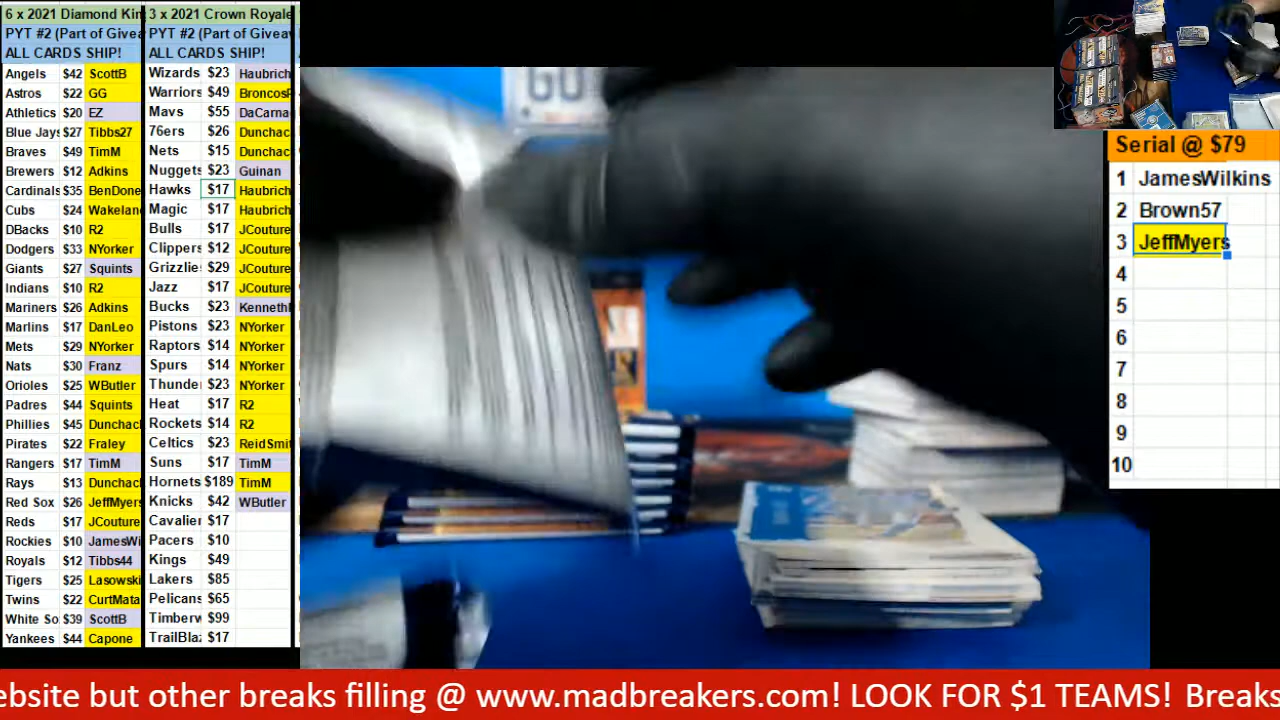 6 x 2021 Diamond Kin
PYT #2 (Part of Givea
ALL CARDS SHIP!
Angels $42 ScottB
Astros $22 GG
Athletics $20 EZ
Blue Jays $27 Tibbs27
Braves $49 TimM
Brewers $12 Adkins
Cardinals $35 BenDone
Cubs $24 Wakelan
DBacks $10 R2
Dodgers $33 NYorker
Giants $27 Squints
Indians $10 R2
Mariners $26 Adkins
Marlins $17 DanLeo
Mets $29 NYorker
Nats $30 Franz
Orioles $25 WButler
Padres $44 Squints
Phillies $45 Dunchac
Pirates $22 Fraley
Rangers $17 TimM
Rays $13 Dunchac
Red Sox $26 JeffMyers
Reds $17 JCouture
Rockies $10 JamesWi
Royals $12 Tibbs44
Tigers $25 Lasowski
Twins $22 CurtMata
White So $39 ScottB
Yankees $44 Capone
3 x 2021 Crown Royale
PYT #2 (Part of Giveav
ALL CARDS SHIP!
Wizards $23 Haubrich
Warriors $49 BroncosF
Mavs $55 DaCarna
76ers $26 Dunchac
Nets $15 Dunchac
Nuggets $23 Guinan
Hawks $17 Haubrich
Magic $17 Haubrich
Bulls $17 JCouture
Clippers $12 JCouture
Grizzlie $29 JCouture
Jazz $17 JCouture
Bucks $23 Kennethl
Pistons $23 NYorker
Raptors $14 NYorker
Spurs $14 NYorker
Thunde $23 NYorker
Heat $17 R2
Rockets $14 R2
Celtics $23 ReidSmit
Suns $17 TimM
Hornets $189 TimM
Knicks $42 WButler
Cavalie $17
Pacers $10
Kings $49
Lakers $85
Pelicans $65
Timberw $99
TrailBla $17
Serial @ $79
1 JamesWilkins
2 Brown57
3 JeffMyers
4
5
6
7
8
9
10
ebsite but other breaks filling @ www.madbreakers.com! LOOK FOR $1 TEAMS! Breaks